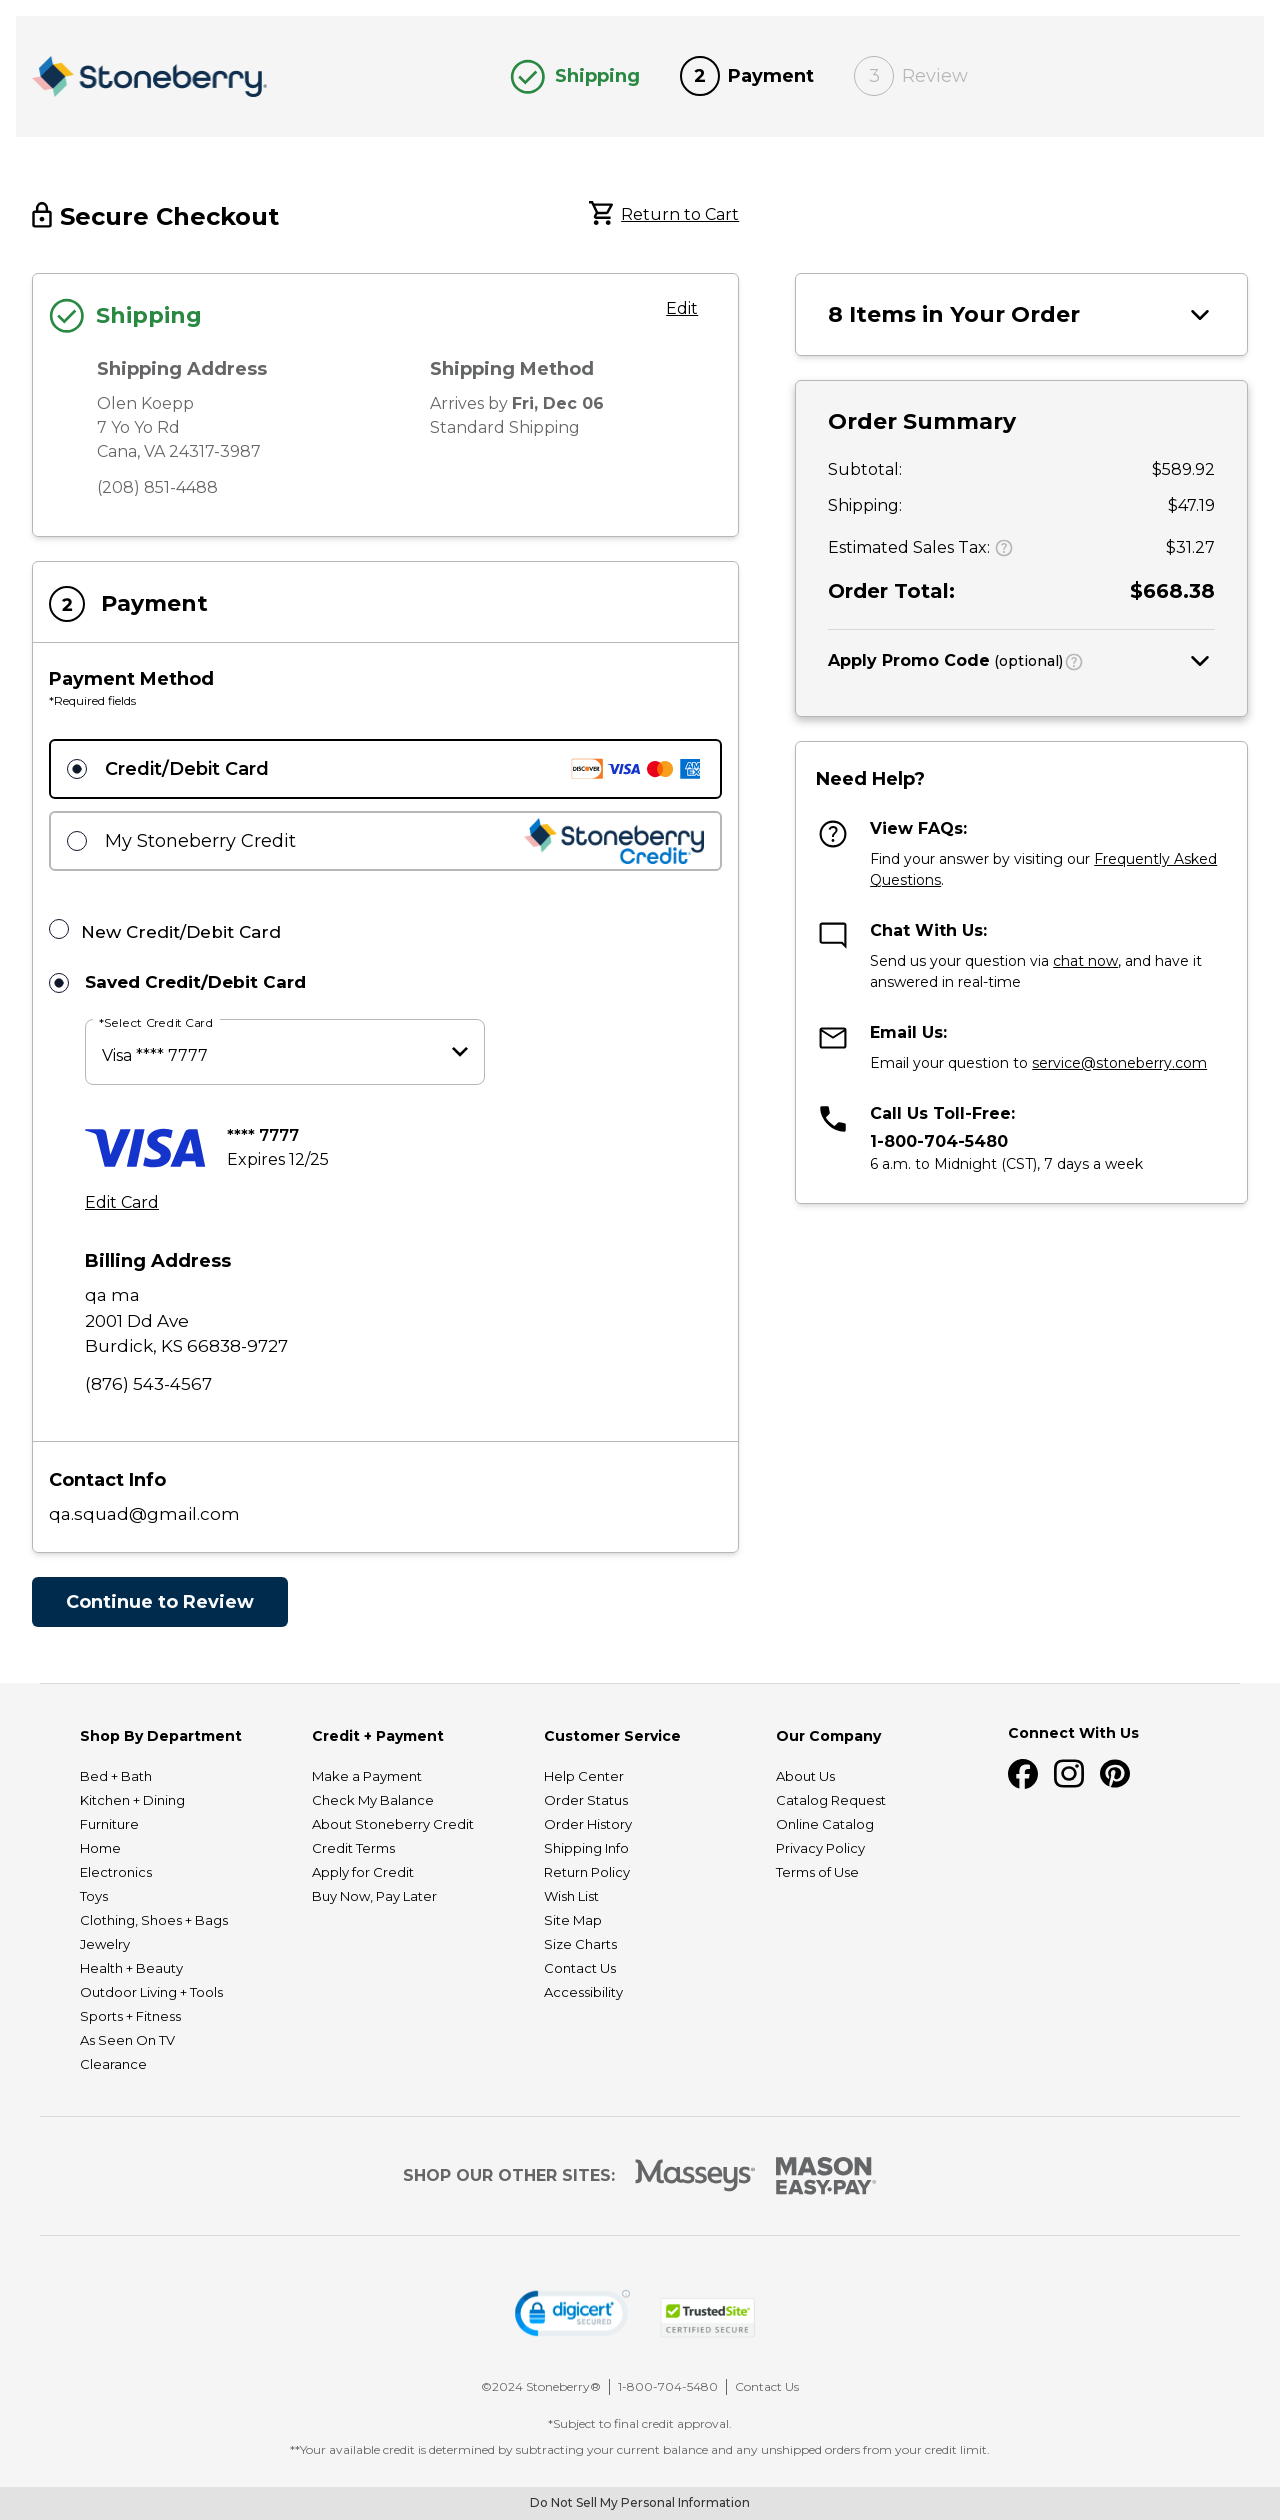 Stoneberry.
Shipping
2 Payment
3 Review
Secure Checkout
Return to Cart
Shipping
Edit
Shipping Address
Olen Koepp
7 Yo Yo Rd
Cana, VA 24317-3987
(208) 851-4488
Shipping Method
Arrives by Fri, Dec 06
Standard Shipping
2 Payment
Payment Method
*Required fields
Credit/Debit Card
DISCOVER VISA AM EX
My Stoneberry Credit
Stoneberry
Credit
New Credit/Debit Card
Saved Credit/Debit Card
*Select Credit Card
Visa **** 7777
VISA
**** 7777
Expires 12/25
Edit Card
Billing Address
qa ma
2001 Dd Ave
Burdick, KS 66838-9727
(876) 543-4567
Contact Info
qa.squad@gmail.com
Continue to Review
8 Items in Your Order
Order Summary
Subtotal: $589.92
Shipping: $47.19
Estimated Sales Tax: ? $31.27
Order Total: $668.38
Apply Promo Code (optional) ?
Need Help?
View FAQs:
Find your answer by visiting our Frequently Asked
Questions.
Chat With Us:
Send us your question via chat now, and have it
answered in real-time
Email Us:
Email your question to service@stoneberry.com
Call Us Toll-Free:
1-800-704-5480
6 a.m. to Midnight (CST), 7 days a week
Shop By Department
Bed + Bath
Kitchen + Dining
Furniture
Home
Electronics
Toys
Clothing, Shoes + Bags
Jewelry
Health + Beauty
Outdoor Living + Tools
Sports + Fitness
As Seen On TV
Clearance
Credit + Payment
Make a Payment
Check My Balance
About Stoneberry Credit
Credit Terms
Apply for Credit
Buy Now, Pay Later
Customer Service
Help Center
Order Status
Order History
Shipping Info
Return Policy
Wish List
Site Map
Size Charts
Contact Us
Accessibility
Our Company
About Us
Catalog Request
Online Catalog
Privacy Policy
Terms of Use
Connect With Us
SHOP OUR OTHER SITES:
Masseys
MASON
EASY•PAY
digicert
SECURED
TrustedSite
CERTIFIED SECURE
©2024 Stoneberry® | 1-800-704-5480 | Contact Us
*Subject to final credit approval.
**Your available credit is determined by subtracting your current balance and any unshipped orders from your credit limit.
Do Not Sell My Personal Information